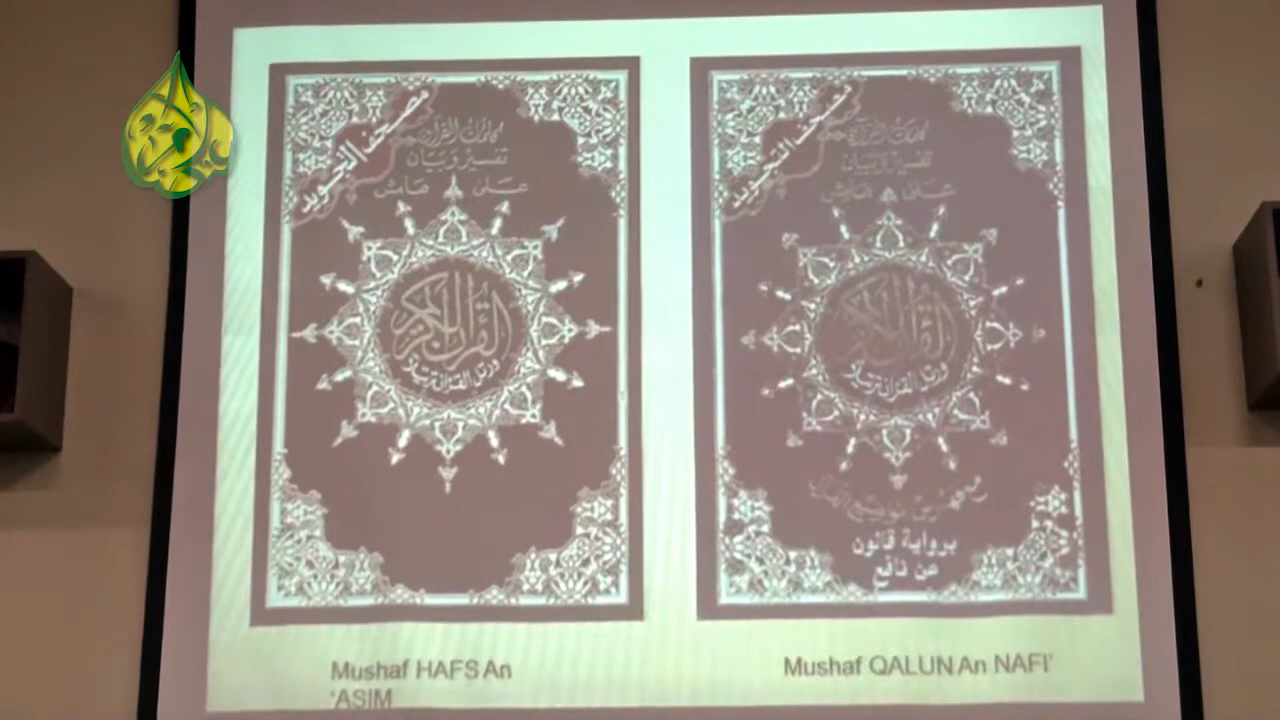 مصحف التجويد
كلمات القرآن
تفسير وبيان
على هامش
القرآن الكريم
ورتل القرآن ترتيلا
Mushaf HAFS An
'ASIM
مصحف التجويد
كلمات القرآن
تفسير وبيان
على هامش
القرآن الكريم
ورتل القرآن ترتيلا
برواية قالون
عن نافع
Mushaf QALUN An NAFI'